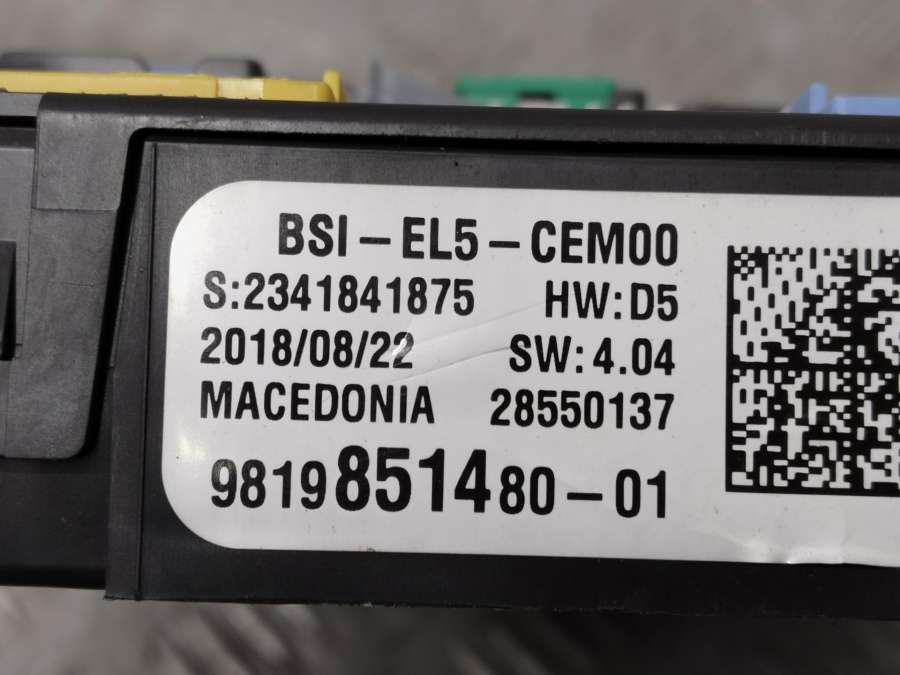 BSI-EL5-CEM00
S:2341841875 HW:D5
2018/08/22 SW:4.04
MACEDONIA 28550137
9819851480-01